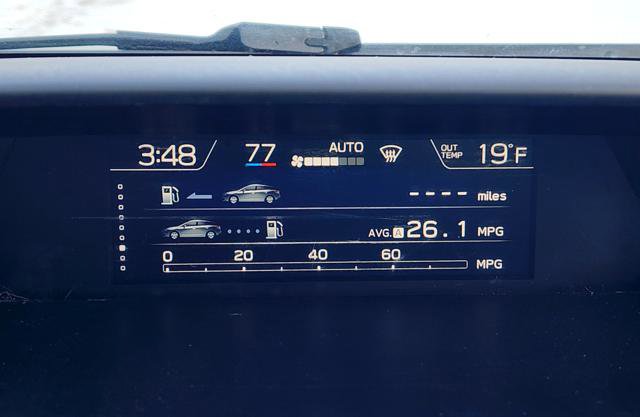 3:48 77 AUTO OUT TEMP 19°F
---- miles
AVG. A 26.1 MPG
0 20 40 60 MPG